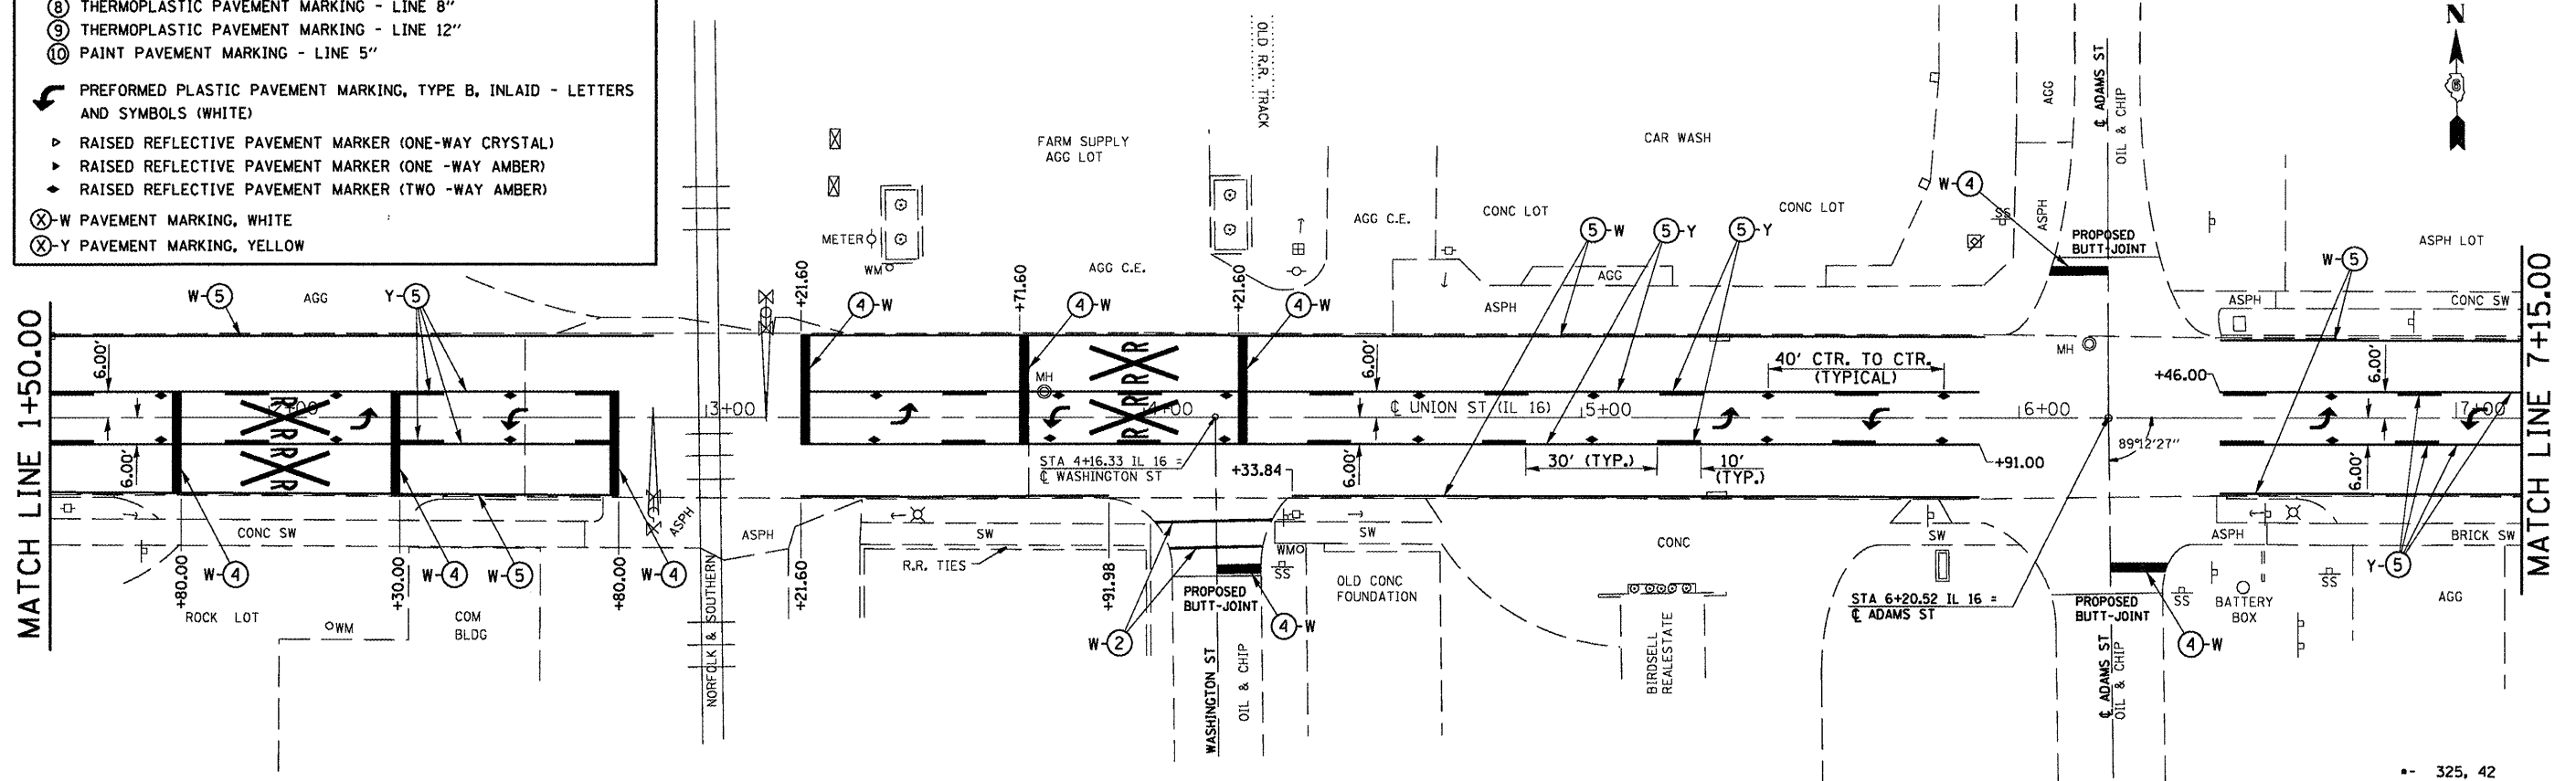 ⑧ THERMOPLASTIC PAVEMENT MARKING - LINE 8"
⑨ THERMOPLASTIC PAVEMENT MARKING - LINE 12"
⑩ PAINT PAVEMENT MARKING - LINE 5"
PREFORMED PLASTIC PAVEMENT MARKING, TYPE B, INLAID - LETTERS
AND SYMBOLS (WHITE)
RAISED REFLECTIVE PAVEMENT MARKER (ONE-WAY CRYSTAL)
RAISED REFLECTIVE PAVEMENT MARKER (ONE -WAY AMBER)
RAISED REFLECTIVE PAVEMENT MARKER (TWO -WAY AMBER)
Ⓧ-W PAVEMENT MARKING, WHITE
Ⓧ-Y PAVEMENT MARKING, YELLOW
OLD R.R. TRACK
FARM SUPPLY
AGG LOT
CAR WASH
AGG
℄ ADAMS ST
OIL & CHIP
N
METER
WM
AGG C.E.
AGG C.E.
CONC LOT
CONC LOT
⑤-W
⑤-Y
⑤-Y
AGG
ASPH
W-④
SS
ASPH
PROPOSED
BUTT-JOINT
W-⑤
ASPH LOT
ASPH
CONC SW
MATCH LINE 1+50.00
W-⑤
AGG
Y-⑤
+21.60
④-W
+71.60
④-W
+21.60
④-W
6.00'
6.00'
2+00
R R
R R
3+00
MH
R R
R R
4+00
6.00'
6.00'
℄ UNION ST (IL 16)
5+00
40' CTR. TO CTR.
(TYPICAL)
6+00
MH
+46.00
6.00'
6.00'
7+00
89°12'27"
MATCH LINE 7+15.00
STA 4+16.33 IL 16 =
℄ WASHINGTON ST
+33.84
30' (TYP.)
10'
(TYP.)
+91.00
CONC SW
ASPH
ASPH
SW
R.R. TIES
SW
WM
SS
CONC
SW
ASPH
BRICK SW
+80.00
W-④
+30.00
W-④
W-⑤
+80.00
W-④
+21.60
+91.98
W-②
PROPOSED
BUTT-JOINT
④-W
OLD CONC
FOUNDATION
STA 6+20.52 IL 16 =
℄ ADAMS ST
PROPOSED
BUTT-JOINT
SS
④-W
BATTERY
BOX
SS
Y-⑤
AGG
ROCK LOT
WM
COM
BLDG
NORFOLK & SOUTHERN
WASHINGTON ST
OIL & CHIP
BIRDSELL
REALESTATE
℄ ADAMS ST
OIL & CHIP
325, 42